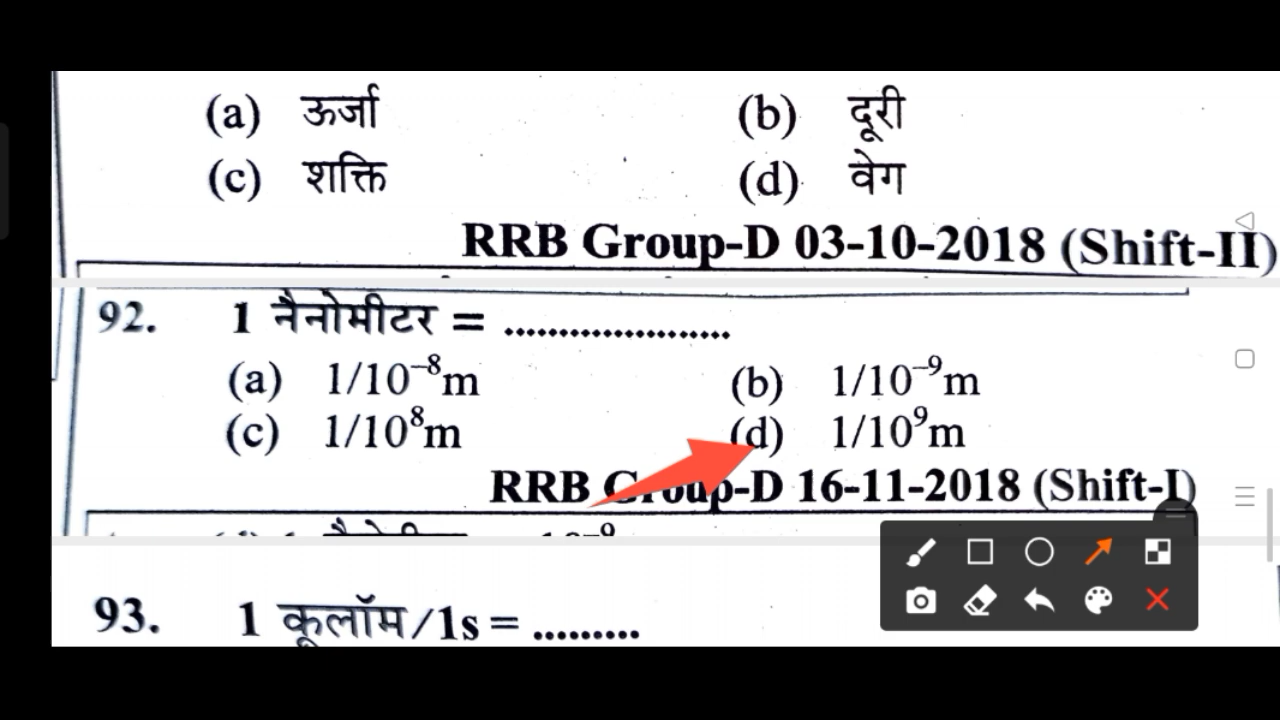 (a) ऊर्जा (b) दूरी
(c) शक्ति (d) वेग
RRB Group-D 03-10-2018 (Shift-II)
92. 1 नैनोमीटर = ......................
(a) 1/10⁻⁸m (b) 1/10⁻⁹m
(c) 1/10⁸m (d) 1/10⁹m
RRB Group-D 16-11-2018 (Shift-I)
93. 1 कूलॉम/1s = .........